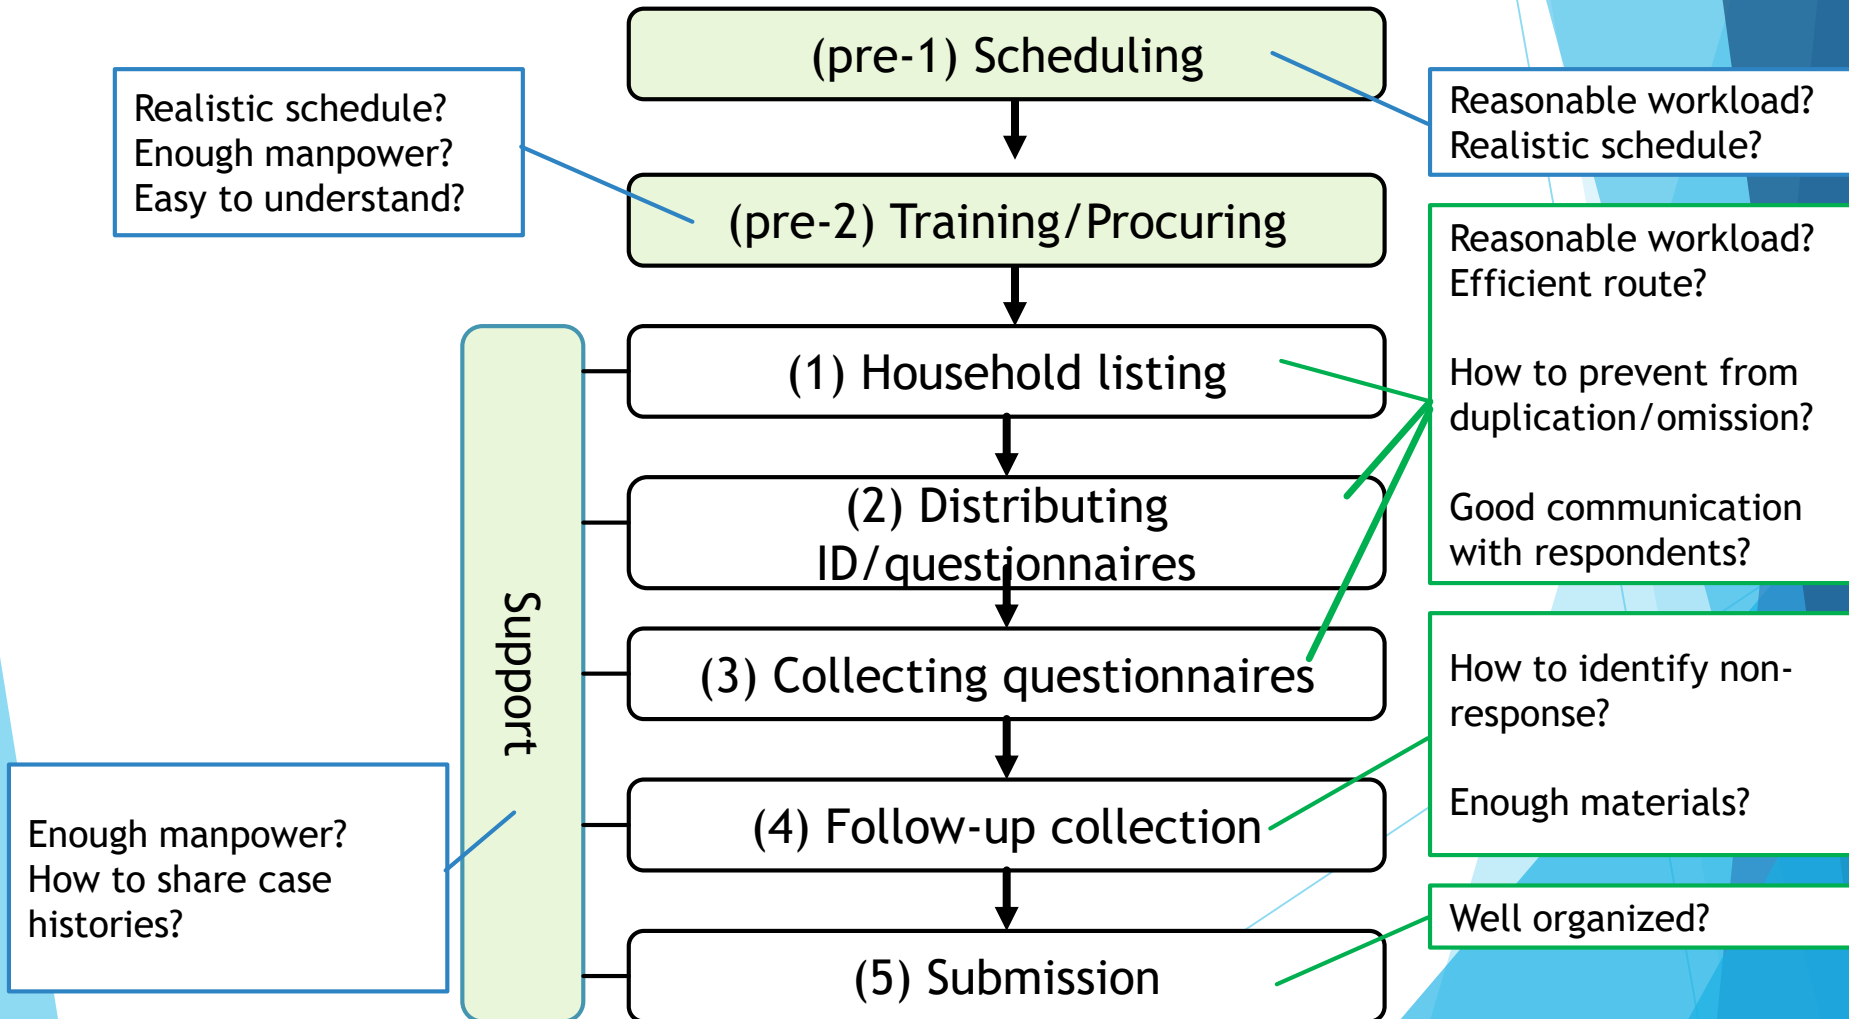 (pre-1) Scheduling
Realistic schedule?
Enough manpower?
Easy to understand?
Reasonable workload?
Realistic schedule?
(pre-2) Training/Procuring
Reasonable workload?
Efficient route?
How to prevent from
duplication/omission?
Good communication
with respondents?
(1) Household listing
(2) Distributing
ID/questionnaires
Support
(3) Collecting questionnaires
How to identify non-
response?
Enough materials?
(4) Follow-up collection
Enough manpower?
How to share case
histories?
Well organized?
(5) Submission